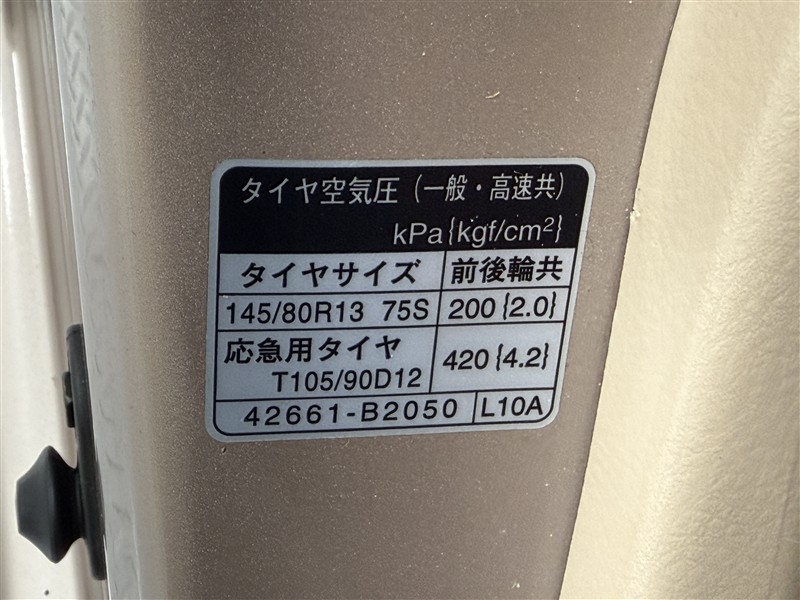 タイヤ空気圧（一般・高速共）
kPa{kgf/cm²}
タイヤサイズ 前後輪共
145/80R13 75S 200{2.0}
応急用タイヤ
T105/90D12 420{4.2}
42661-B2050 L10A